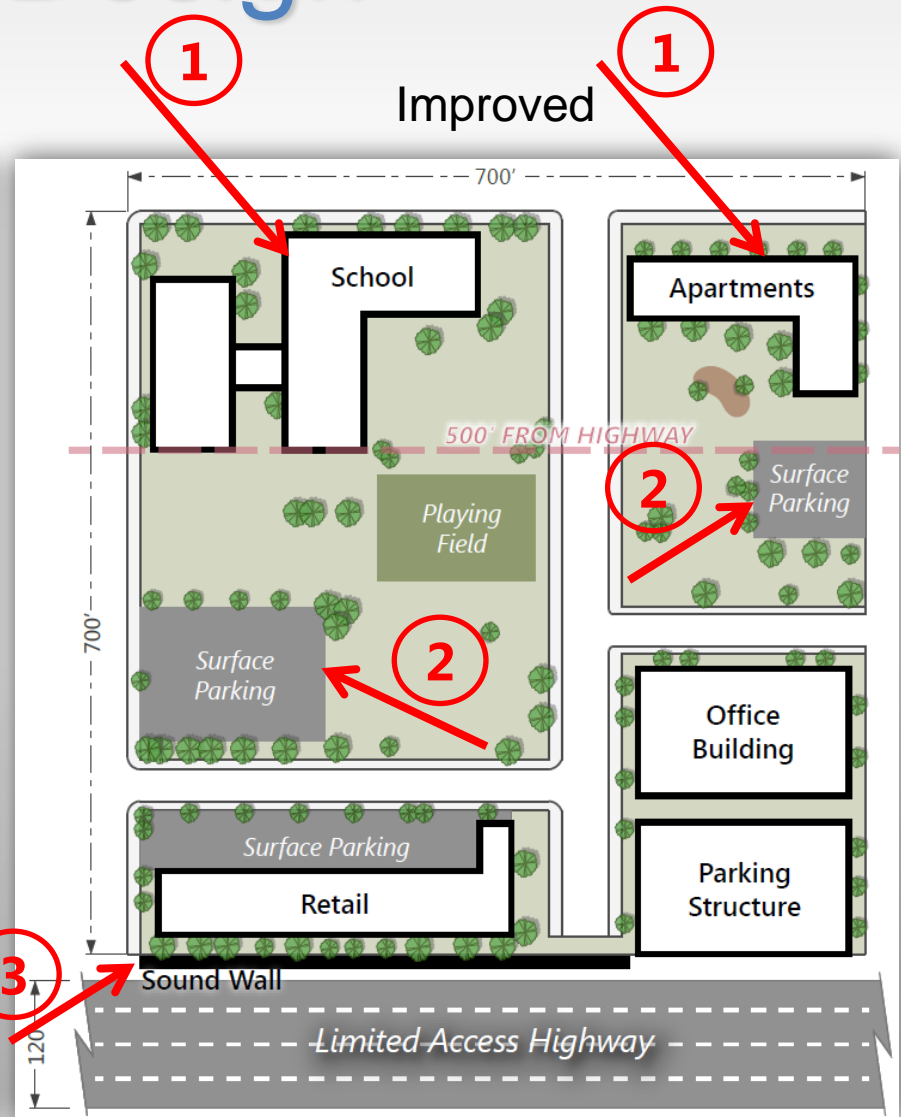 1
1
Improved
700'
School
Apartments
500' FROM HIGHWAY
2
Surface
Parking
Playing
Field
700'
2
Surface
Parking
Office
Building
Surface Parking
Retail
Parking
Structure
3
Sound Wall
Limited Access Highway
120